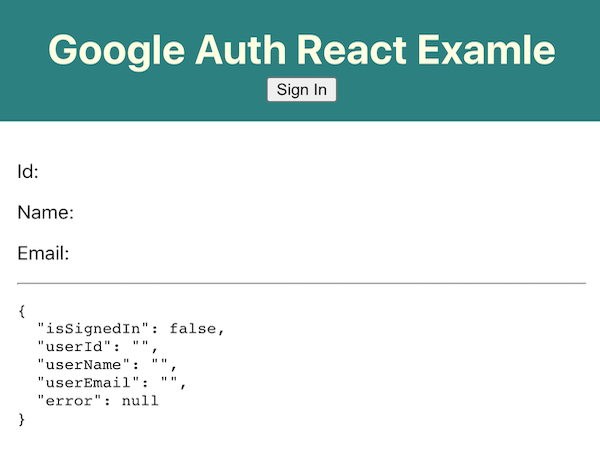 Google Auth React Examle
Sign In
Id:
Name:
Email:
{
  "isSignedIn": false,
  "userId": "",
  "userName": "",
  "userEmail": "",
  "error": null
}